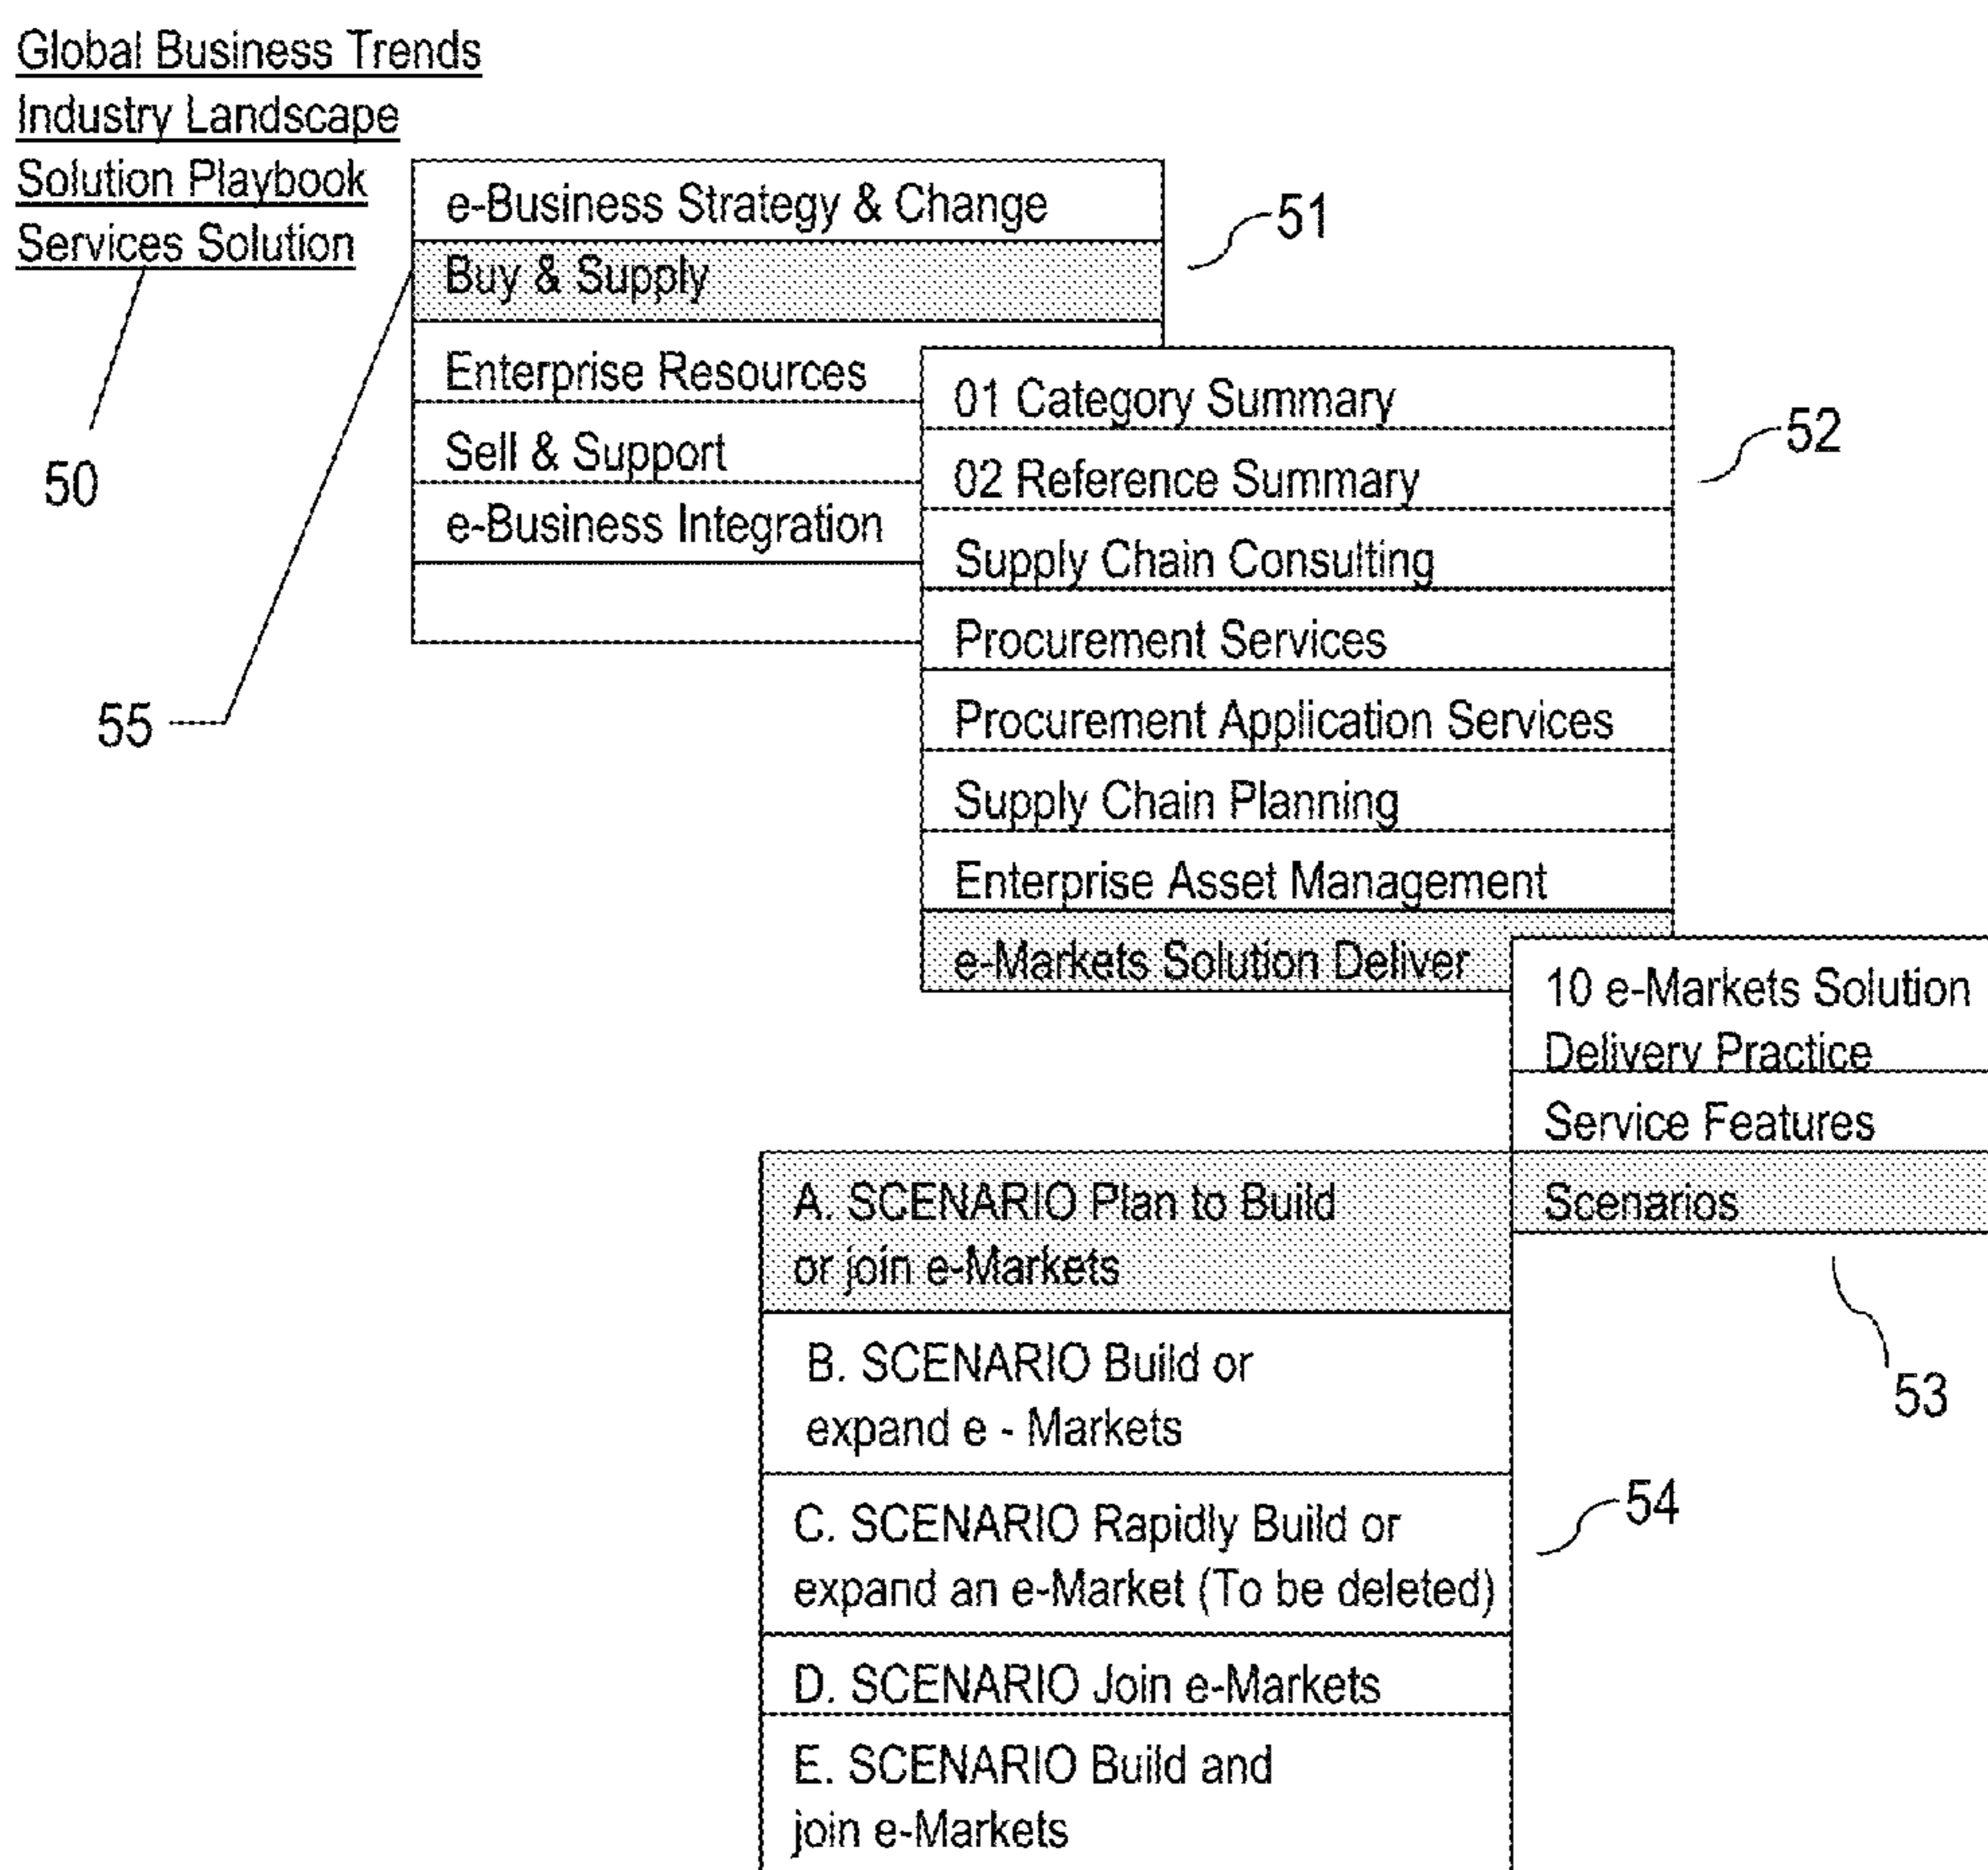 Global Business Trends
Industry Landscape
Solution Playbook
Services Solution
50
55
e-Business Strategy & Change
Buy & Supply
Enterprise Resources
Sell & Support
e-Business Integration
51
01 Category Summary
02 Reference Summary
Supply Chain Consulting
Procurement Services
Procurement Application Services
Supply Chain Planning
Enterprise Asset Management
e-Markets Solution Deliver
52
10 e-Markets Solution
Delivery Practice
Service Features
Scenarios
53
A. SCENARIO Plan to Build
or join e-Markets
B. SCENARIO Build or
expand e - Markets
C. SCENARIO Rapidly Build or
expand an e-Market (To be deleted)
D. SCENARIO Join e-Markets
E. SCENARIO Build and
join e-Markets
54